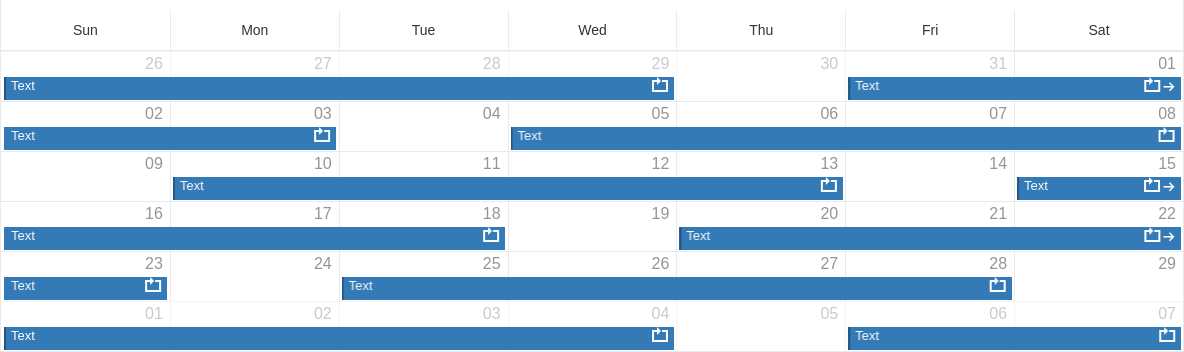 Sun Mon Tue Wed Thu Fri Sat
26 27 28 29 30 31 01
Text Text
02 03 04 05 06 07 08
Text Text
09 10 11 12 13 14 15
Text Text
16 17 18 19 20 21 22
Text Text
23 24 25 26 27 28 29
Text Text
01 02 03 04 05 06 07
Text Text